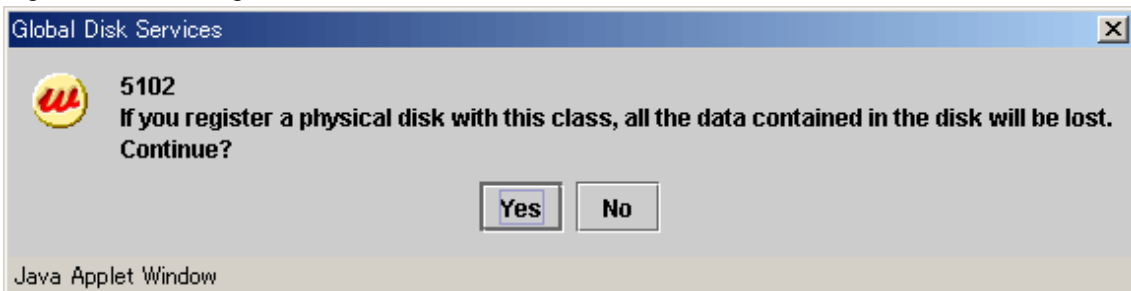 Global Disk Services
5102
If you register a physical disk with this class, all the data contained in the disk will be lost.
Continue?
Yes No
Java Applet Window